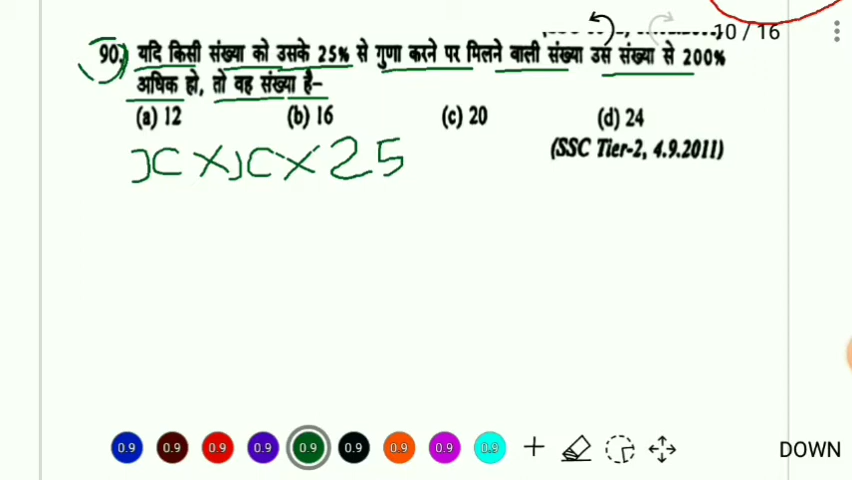 10 / 16
90. यदि किसी संख्या को उसके 25% से गुणा करने पर मिलने वाली संख्या उस संख्या से 200%
अधिक हो, तो वह संख्या है-
(a) 12 (b) 16 (c) 20 (d) 24
(SSC Tier-2, 4.9.2011)
x × x × 25
0.9 0.9 0.9 0.9 0.9 0.9 0.9 0.9 0.9
DOWN